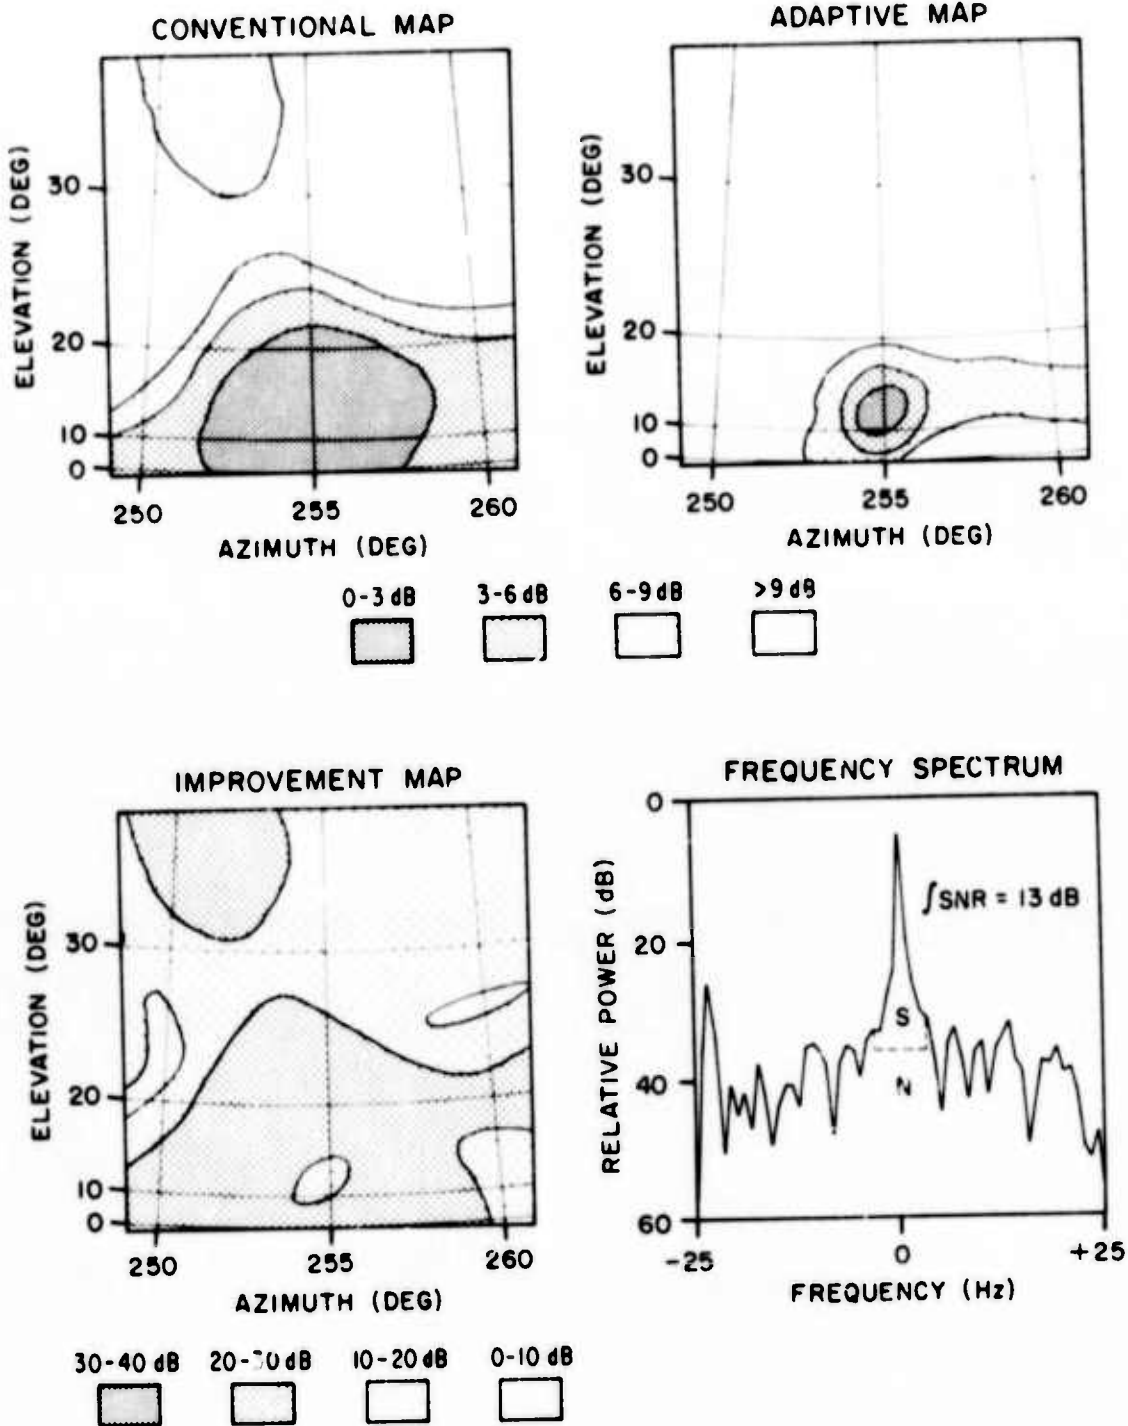 CONVENTIONAL MAP
ELEVATION (DEG)
30
20
10
0
250 255 260
AZIMUTH (DEG)
ADAPTIVE MAP
ELEVATION (DEG)
30
20
10
0
250 255 260
AZIMUTH (DEG)
0-3 dB 3-6 dB 6-9 dB >9 dB
IMPROVEMENT MAP
ELEVATION (DEG)
30
20
10
0
250 255 260
AZIMUTH (DEG)
30-40 dB 10-20 dB 0-10 dB
FREQUENCY SPECTRUM
RELATIVE POWER (dB)
0
20
40
60
∫SNR = 13 dB
S
N
-25 0 +25
FREQUENCY (Hz)